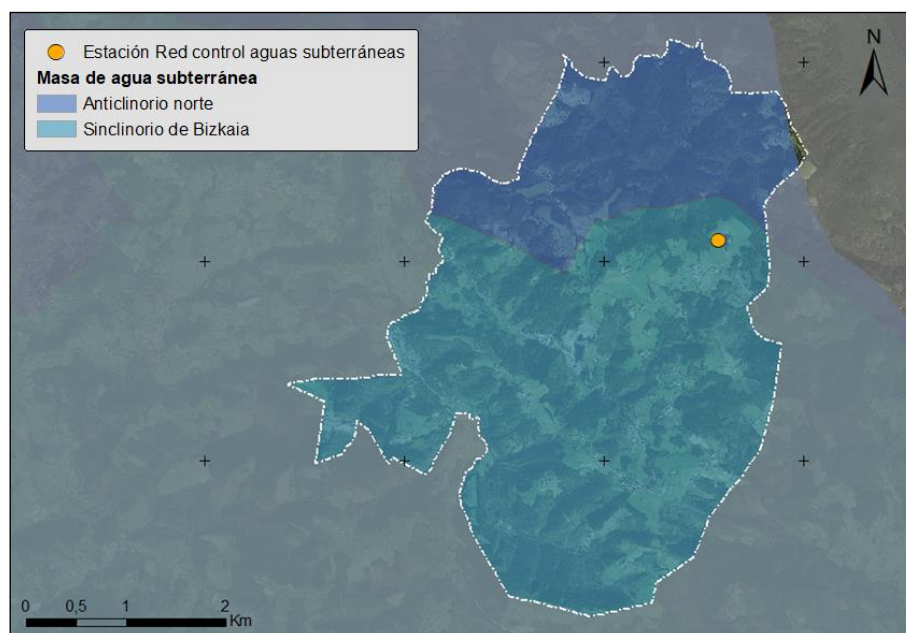 Estación Red control aguas subterráneas
Masa de agua subterránea
Anticlinorio norte
Sinclinorio de Bizkaia
N
0 0,5 1 2
Km